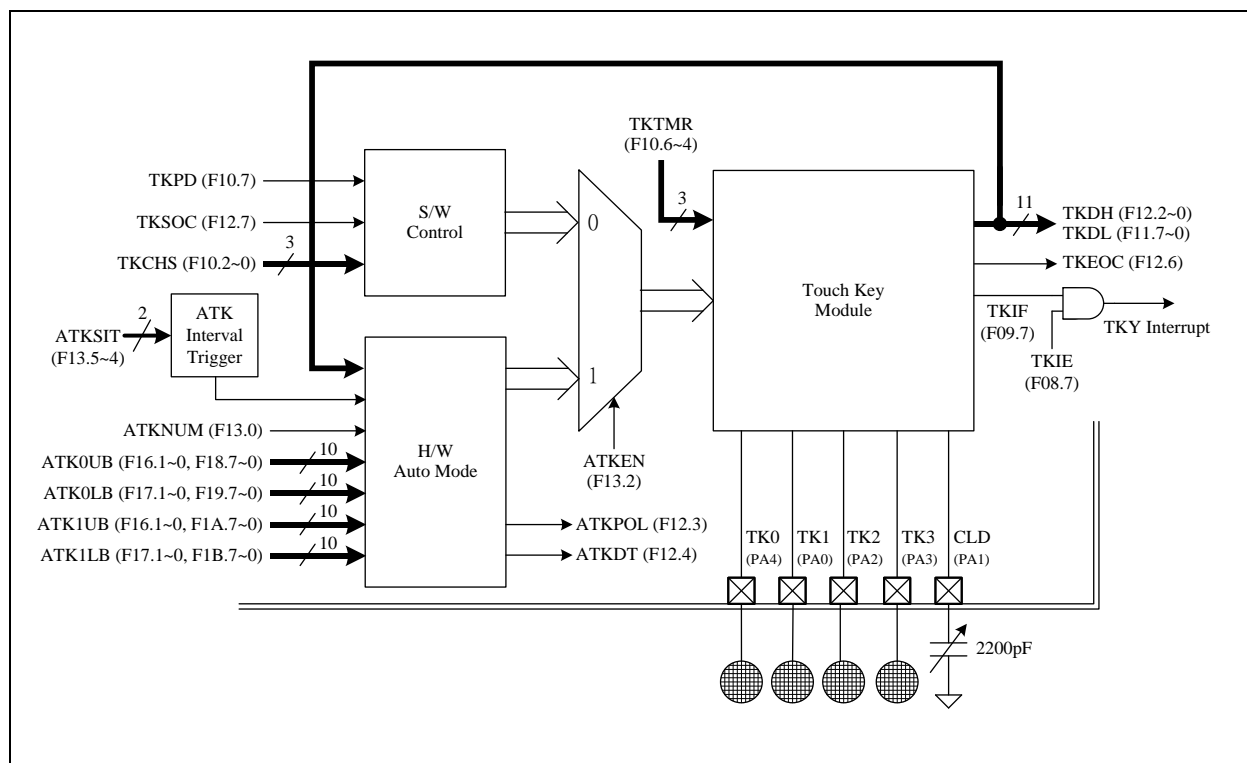 TKTMR
(F10.6~4)
3
TKPD (F10.7)
TKSOC (F12.7)
TKCHS (F10.2~0)
3
S/W
Control
0
11
TKDH (F12.2~0)
TKDL (F11.7~0)
TKEOC (F12.6)
Touch Key
Module
TKIF
(F09.7)
TKY Interrupt
TKIE
(F08.7)
ATKSIT
(F13.5~4)
2
ATK
Interval
Trigger
1
ATKNUM (F13.0)
ATK0UB (F16.1~0, F18.7~0)
10
ATK0LB (F17.1~0, F19.7~0)
10
ATK1UB (F16.1~0, F1A.7~0)
10
ATK1LB (F17.1~0, F1B.7~0)
10
H/W
Auto Mode
ATKEN
(F13.2)
ATKPOL (F12.3)
ATKDT (F12.4)
TK0
(PA4)
TK1
(PA0)
TK2
(PA2)
TK3
(PA3)
CLD
(PA1)
2200pF